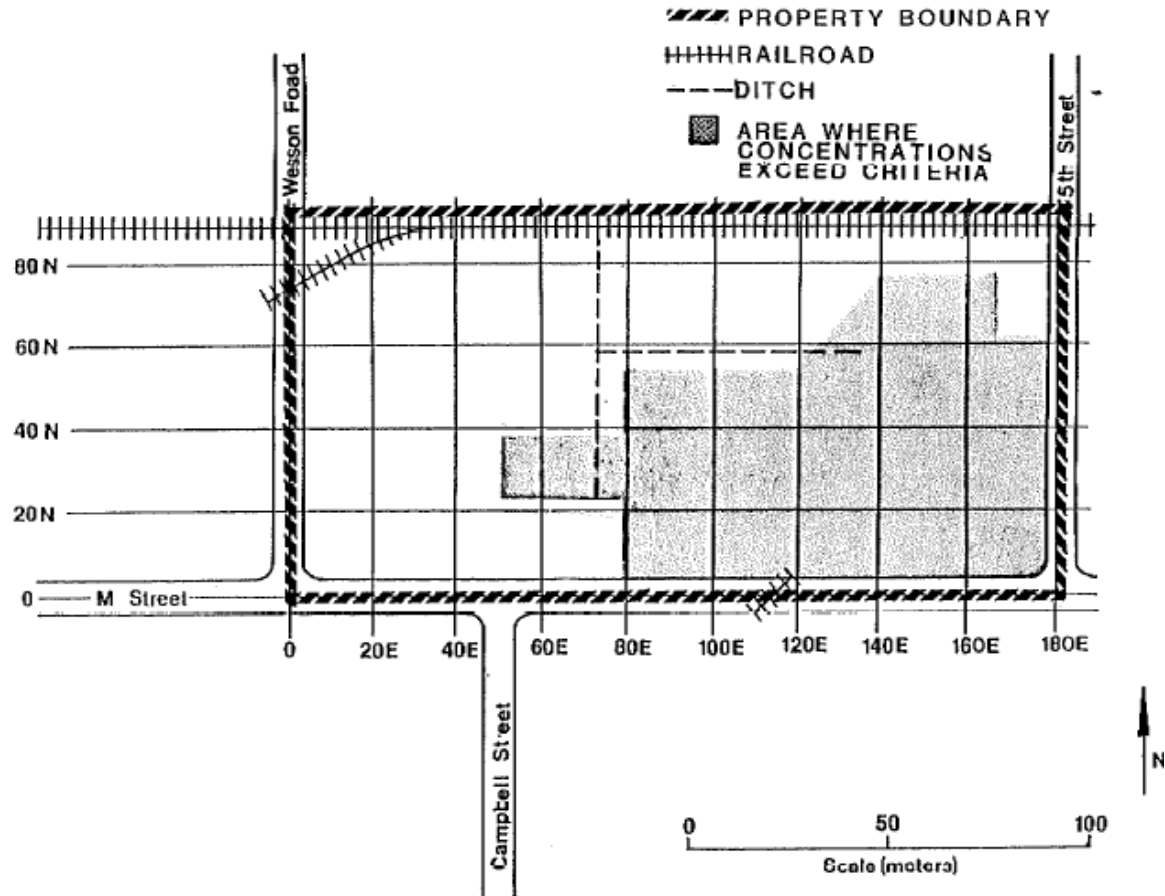 PROPERTY BOUNDARY
RAILROAD
DITCH
AREA WHERE
CONCENTRATIONS
EXCEED CRITERIA
Wesson Foad
5th Street
80 N
60 N
40 N
20 N
0
M Street
0
20E
40E
60E
80E
100E
120E
140E
160E
180E
Campbell Street
N
0
50
100
Scale (meters)